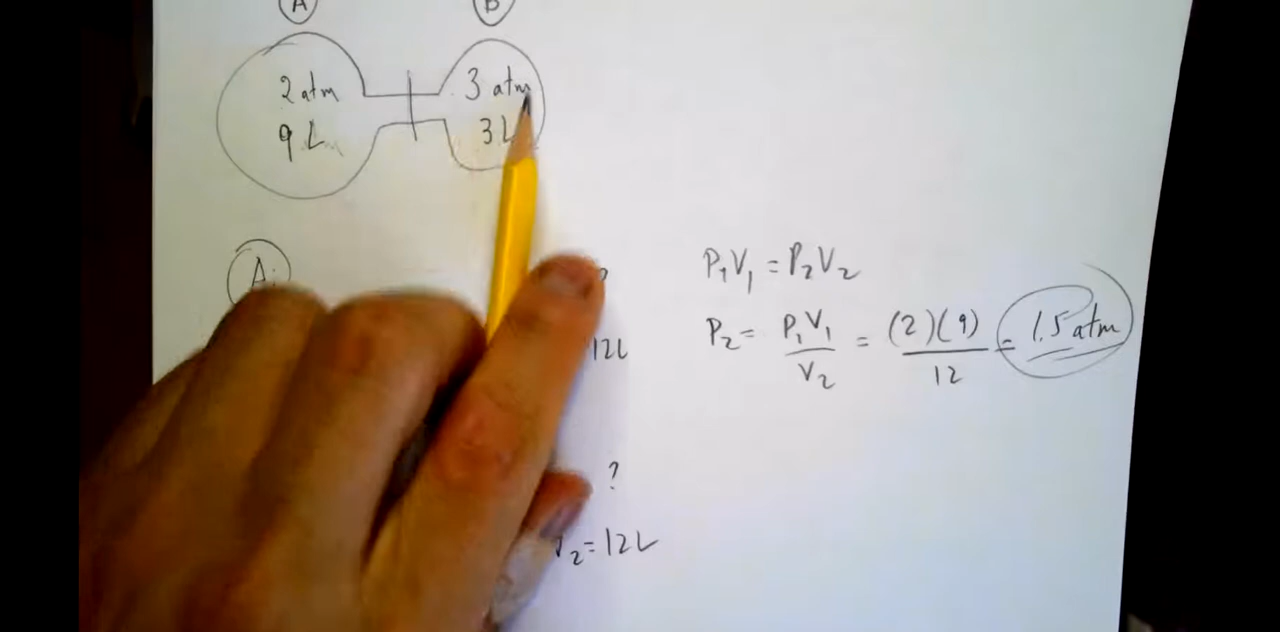 A B
2 atm 3 atm
9 L 3 L
A:
P₁V₁ = P₂V₂
P₂ = P₁V₁ / V₂ = (2)(9) / 12 = 1.5 atm
12L
?
V₂ = 12L